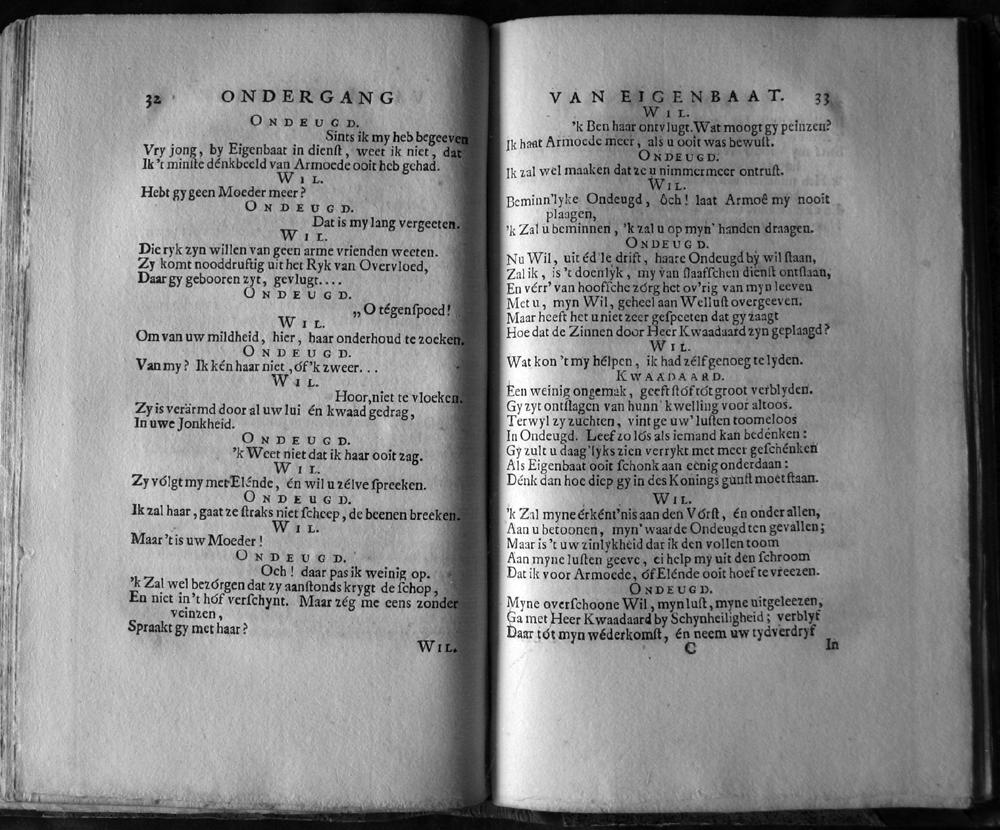 32 ONDERGANG
ONDEUGD.
Sints ik my heb begeeven
Vry jong, by Eigenbaat in dienſt, weet ik niet, dat
Ik 't minſte dénkbeeld van Armoede ooit heb gehad.
WIL.
Hebt gy geen Moeder meer?
ONDEUGD.
Dat is my lang vergeeten.
WIL.
Die ryk zyn willen van geen arme vrienden weeten.
Zy komt nooddruftig uit het Ryk van Overvloed,
Daar gy gebooren zyt, gevlugt....
ONDEUGD.
„O tégenſpoed!
WIL.
Om van uw mildheid, hier, haar onderhoud te zoeken.
ONDEUGD.
Van my? Ik kén haar niet, óf 'k zweer...
WIL.
Hoor, niet te vloeken.
Zy is verärmd door al uw lui én kwaad gedrag,
In uwe Jonkheid.
ONDEUGD.
'k Weet niet dat ik haar ooit zag.
WIL.
Zy vólgt my met Elénde, én wil u zélve ſpreeken.
ONDEUGD.
Ik zal haar, gaat ze ſtraks niet ſcheep, de beenen breeken.
WIL.
Maar 't is uw Moeder!
ONDEUGD.
Och! daar pas ik weinig op.
'k Zal wel bezórgen dat zy aanſtonds krygt de ſchop,
En niet in 't hóf verſchynt. Maar zég me eens zonder
veinzen,
Spraakt gy met haar?
WIL.
VAN EIGENBAAT. 33
WIL.
'k Ben haar ontvlugt. Wat moogt gy peinzen?
Ik haat Armoede meer, als u ooit was bewuſt.
ONDEUGD.
Ik zal wel maaken dat ze u nimmermeer ontruſt.
WIL.
Beminn'lyke Ondeugd, ôch! laat Armoê my nooit
plaagen,
'k Zal u beminnen, 'k zal u op myn' handen draagen.
ONDEUGD.
Nu Wil, uit éd'le drift, haare Ondeugd by wil ſtaan,
Zal ik, is 't doenlyk, my van ſlaafſchen dienſt ontſlaan,
En vérr' van hooffche zórg het ov'rig van myn leeven
Met u, myn Wil, geheel aan Welluſt overgeeven.
Maar heeft het u niet zeer geſpeeten dat gy zaagt
Hoe dat de Zinnen door Heer Kwaadaard zyn geplaagd?
WIL.
Wat kon 't my hélpen, ik had zélf genoeg te lyden.
KWAADAARD.
Een weinig ongemak, geeft ſtóf tót groot verblyden.
Gy zyt ontſlagen van hunn' kwelling voor altoos.
Terwyl zy zuchten, vint ge uw' luſten toomeloos
In Ondeugd. Leef zo lós als iemand kan bedénken:
Gy zult u daag'lyks zien verrykt met meer geſchénken
Als Eigenbaat ooit ſchonk aan eenig onderdaan:
Dénk dan hoe diep gy in des Konings gunſt moet ſtaan.
WIL.
'k Zal myne érként'nis aan den Vórſt, én onder allen,
Aan u betoonen, myn' waarde Ondeugd ten gevallen;
Maar is 't uw zinlykheid dat ik den vollen toom
Aan myne luſten geeve, ei help my uit den ſchroom
Dat ik voor Armoede, óf Elénde ooit hoef te vreezen.
ONDEUGD.
Myne overſchoone Wil, myn luſt, myne uitgeleezen,
Ga met Heer Kwaadaard by Schynheiligheid; verblyf
Daar tót myn wéderkomſt, én neem uw tydverdryf
C In